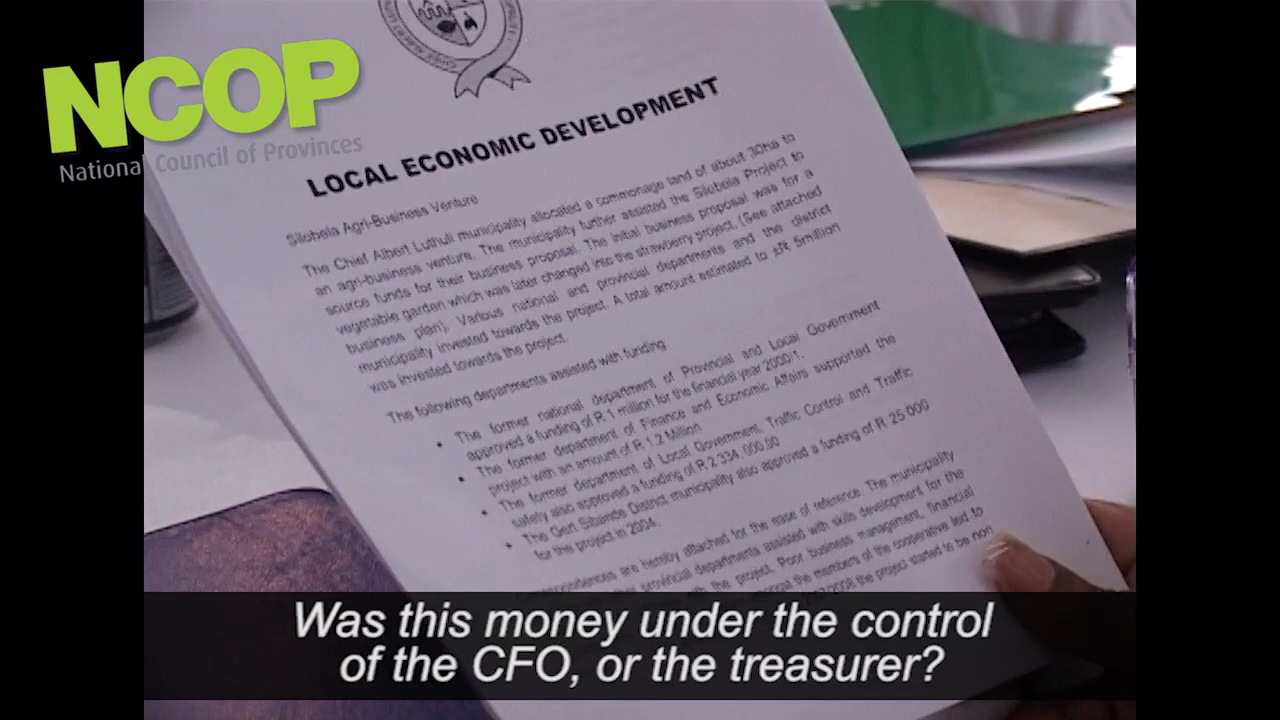 NCOP
National Council of Provinces
LOCAL ECONOMIC DEVELOPMENT
Silobela Agri-Business Venture
The Chief Albert Luthuli municipality allocated a commonage land of about 30ha to
an agri-business venture. The municipality further assisted the Silobela Project to
source funds for their business proposal. The initial business proposal was for a
vegetable garden which was later changed into the strawberry project, (See attached
business plan). Various national and provincial departments and the district
municipality invested towards the project. A total amount estimated to ±R 5million
was invested towards the project.
The following departments assisted with funding
• The former national department of Provincial and Local Government
approved a funding of R 1 million for the financial year 2000/1.
• The former department of Finance and Economic Affairs supported the
project with an amount of R 1.2 Million
• The former department of Local Government, Traffic Control and Traffic
safety also approved a funding of R 2 334, 000.00
• The Gert Sibande District municipality also approved a funding of R 25 000
for the project in 2004.
are hereby attached for the ease of reference. The municipality
provincial departments assisted with skills development for the
with the project. Poor business management, financial
the members of the cooperative led to
the project started to be non
Was this money under the control
of the CFO, or the treasurer?